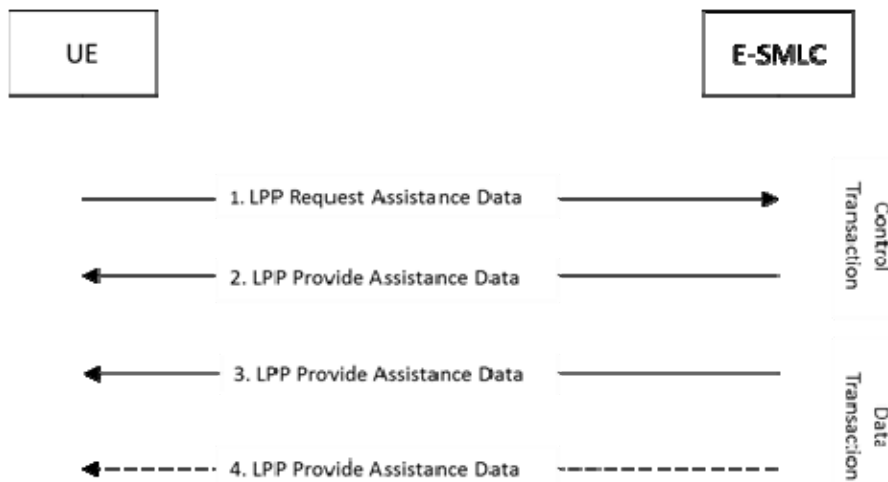 UE
E-SMLC
1. LPP Request Assistance Data
2. LPP Provide Assistance Data
Control
Transaction
3. LPP Provide Assistance Data
4. LPP Provide Assistance Data
Data
Transaction